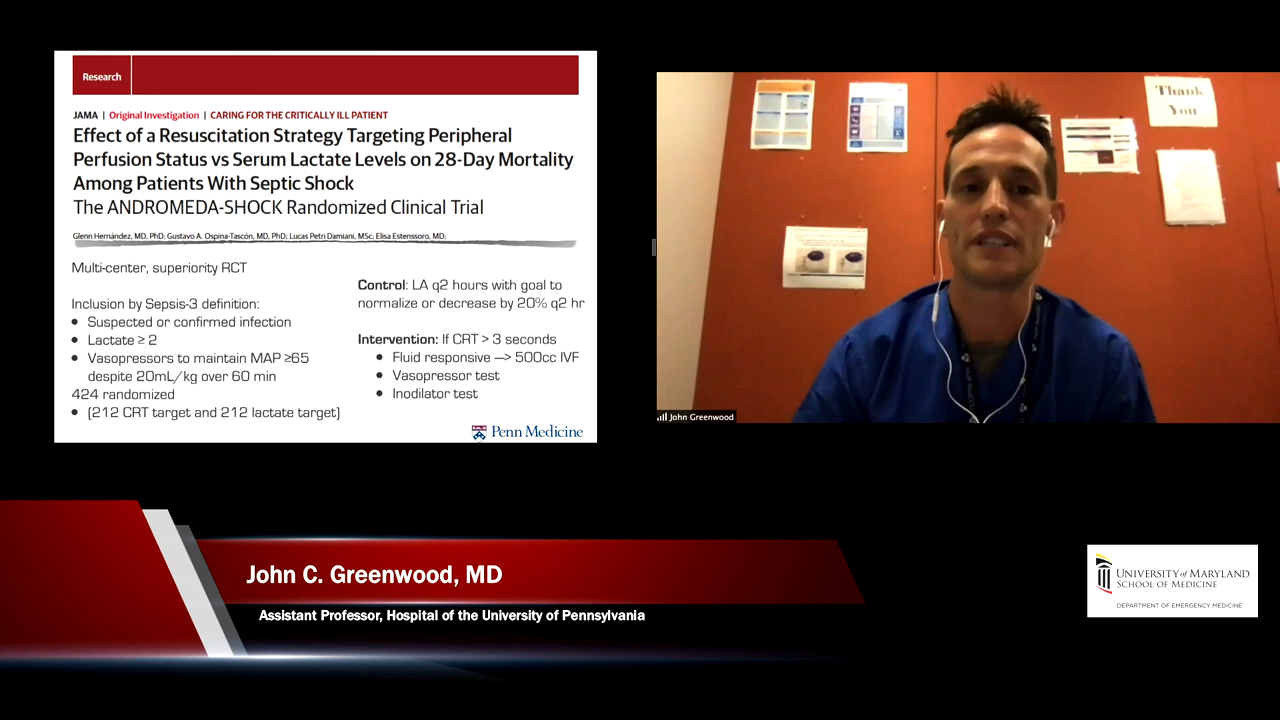 Research
JAMA | Original Investigation | CARING FOR THE CRITICALLY ILL PATIENT
Effect of a Resuscitation Strategy Targeting Peripheral
Perfusion Status vs Serum Lactate Levels on 28-Day Mortality
Among Patients With Septic Shock
The ANDROMEDA-SHOCK Randomized Clinical Trial
Glenn Hernández, MD, PhD; Gustavo A. Ospina-Tascón, MD, PhD; Lucas Petri Damiani, MSc; Elisa Estenssoro, MD;
Multi-center, superiority RCT
Inclusion by Sepsis-3 definition:
• Suspected or confirmed infection
• Lactate ≥ 2
• Vasopressors to maintain MAP ≥65
despite 20mL/kg over 60 min
424 randomized
• (212 CRT target and 212 lactate target)
Control: LA q2 hours with goal to
normalize or decrease by 20% q2 hr
Intervention: If CRT > 3 seconds
• Fluid responsive —> 500cc IVF
• Vasopressor test
• Inodilator test
Penn Medicine
Thank
You
John Greenwood
John C. Greenwood, MD
Assistant Professor, Hospital of the University of Pennsylvania
UNIVERSITY of MARYLAND
SCHOOL OF MEDICINE
DEPARTMENT OF EMERGENCY MEDICINE